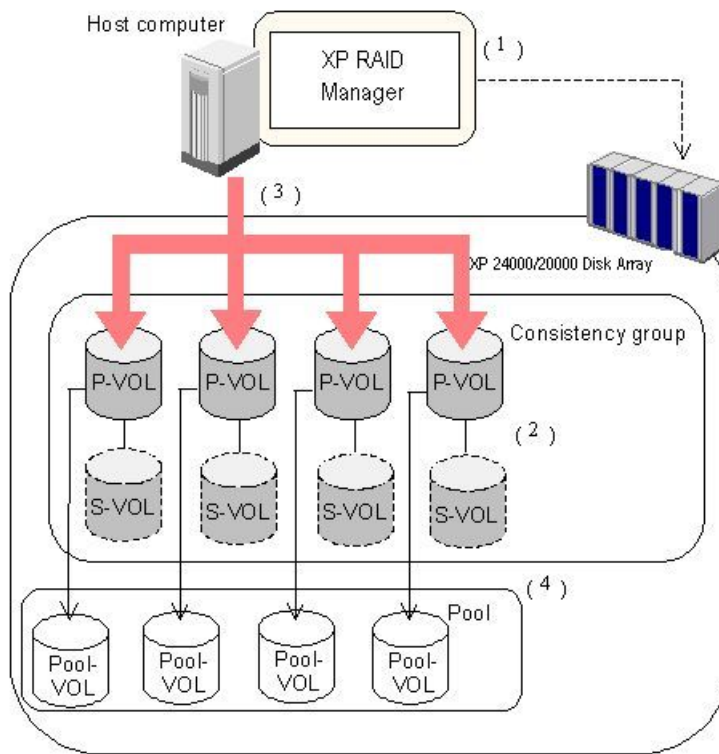 Host computer
XP RAID
Manager
(1)
(3)
XP 24000/20000 Disk Array
Consistency group
P-VOL P-VOL P-VOL P-VOL
(2)
S-VOL S-VOL S-VOL S-VOL
(4)
Pool
Pool-
VOL
Pool-
VOL
Pool-
VOL
Pool-
VOL